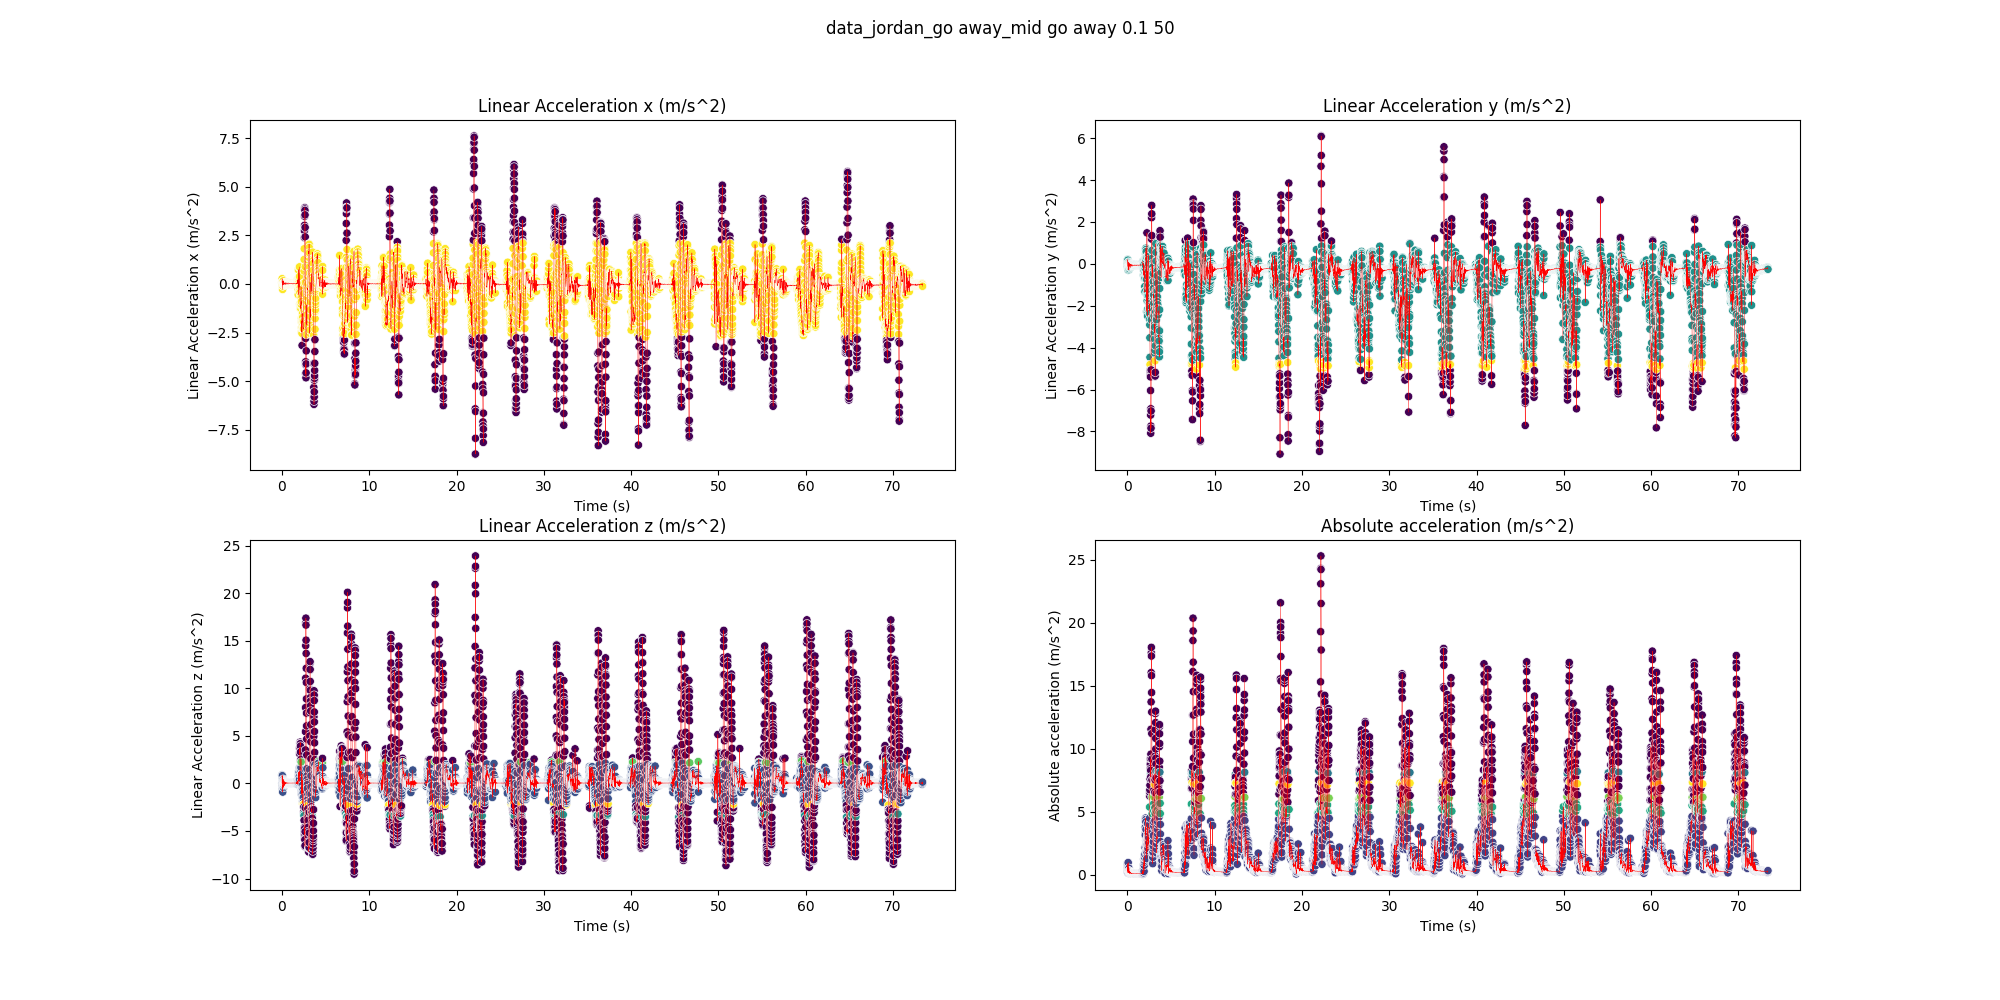 data_jordan_go away_mid go away 0.1 50
Linear Acceleration x (m/s^2)
Linear Acceleration x (m/s^2)
7.5
5.0
2.5
0.0
−2.5
−5.0
−7.5
0 10 20 30 40 50 60 70
Time (s)
Linear Acceleration y (m/s^2)
Linear Acceleration y (m/s^2)
6
4
2
0
−2
−4
−6
−8
0 10 20 30 40 50 60 70
Time (s)
Linear Acceleration z (m/s^2)
Linear Acceleration z (m/s^2)
25
20
15
10
5
0
−5
−10
0 10 20 30 40 50 60 70
Time (s)
Absolute acceleration (m/s^2)
Absolute acceleration (m/s^2)
25
20
15
10
5
0
0 10 20 30 40 50 60 70
Time (s)